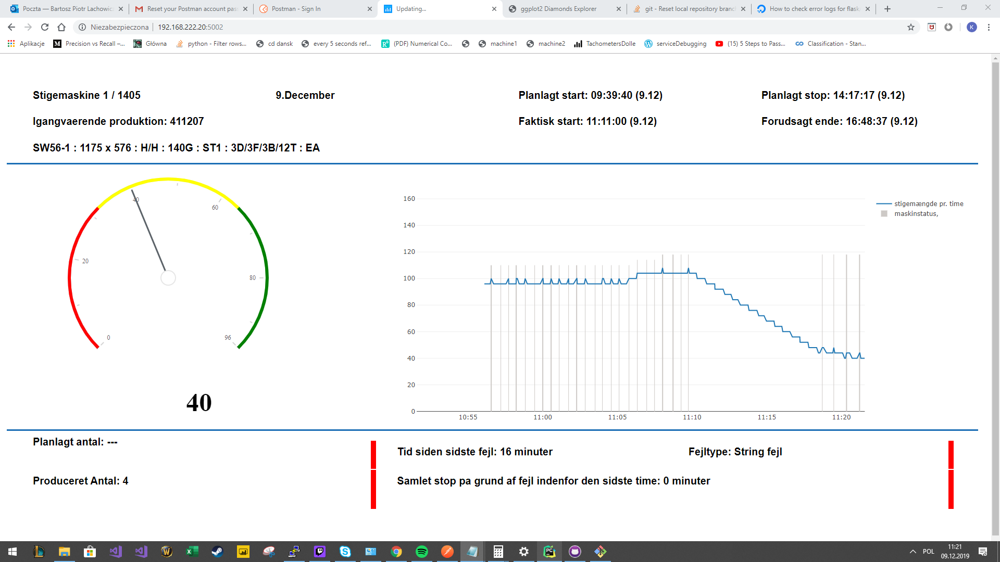 Poczta — Bartosz Piotr Lachowic
Reset your Postman account pas
Postman - Sign In
Updating...
ggplot2 Diamonds Explorer
git - Reset local repository branc
How to check error logs for flask
Niezabezpieczona
192.168.222.20:5002
K
Aplikacje
Precision vs Recall –...
Główna
python - Filter rows...
cd dansk
every 5 seconds ref...
(PDF) Numerical Co...
machine1
machine2
TachometersDolle
serviceDebugging
(15) 5 Steps to Pass...
Classification - Stan...
Stigemaskine 1 / 1405
9.December
Planlagt start: 09:39:40 (9.12)
Planlagt stop: 14:17:17 (9.12)
Igangvaerende produktion: 411207
Faktisk start: 11:11:00 (9.12)
Forudsagt ende: 16:48:37 (9.12)
SW56-1 : 1175 x 576 : H/H : 140G : ST1 : 3D/3F/3B/12T : EA
0
20
40
60
80
96
40
160
140
120
100
80
60
40
20
0
10:55
11:00
11:05
11:10
11:15
11:20
stigemængde pr. time
maskinstatus,
Planlagt antal: ---
Produceret Antal: 4
Tid siden sidste fejl: 16 minuter
Fejltype: String fejl
Samlet stop pa grund af fejl indenfor den sidste time: 0 minuter
POL
11:21
09.12.2019